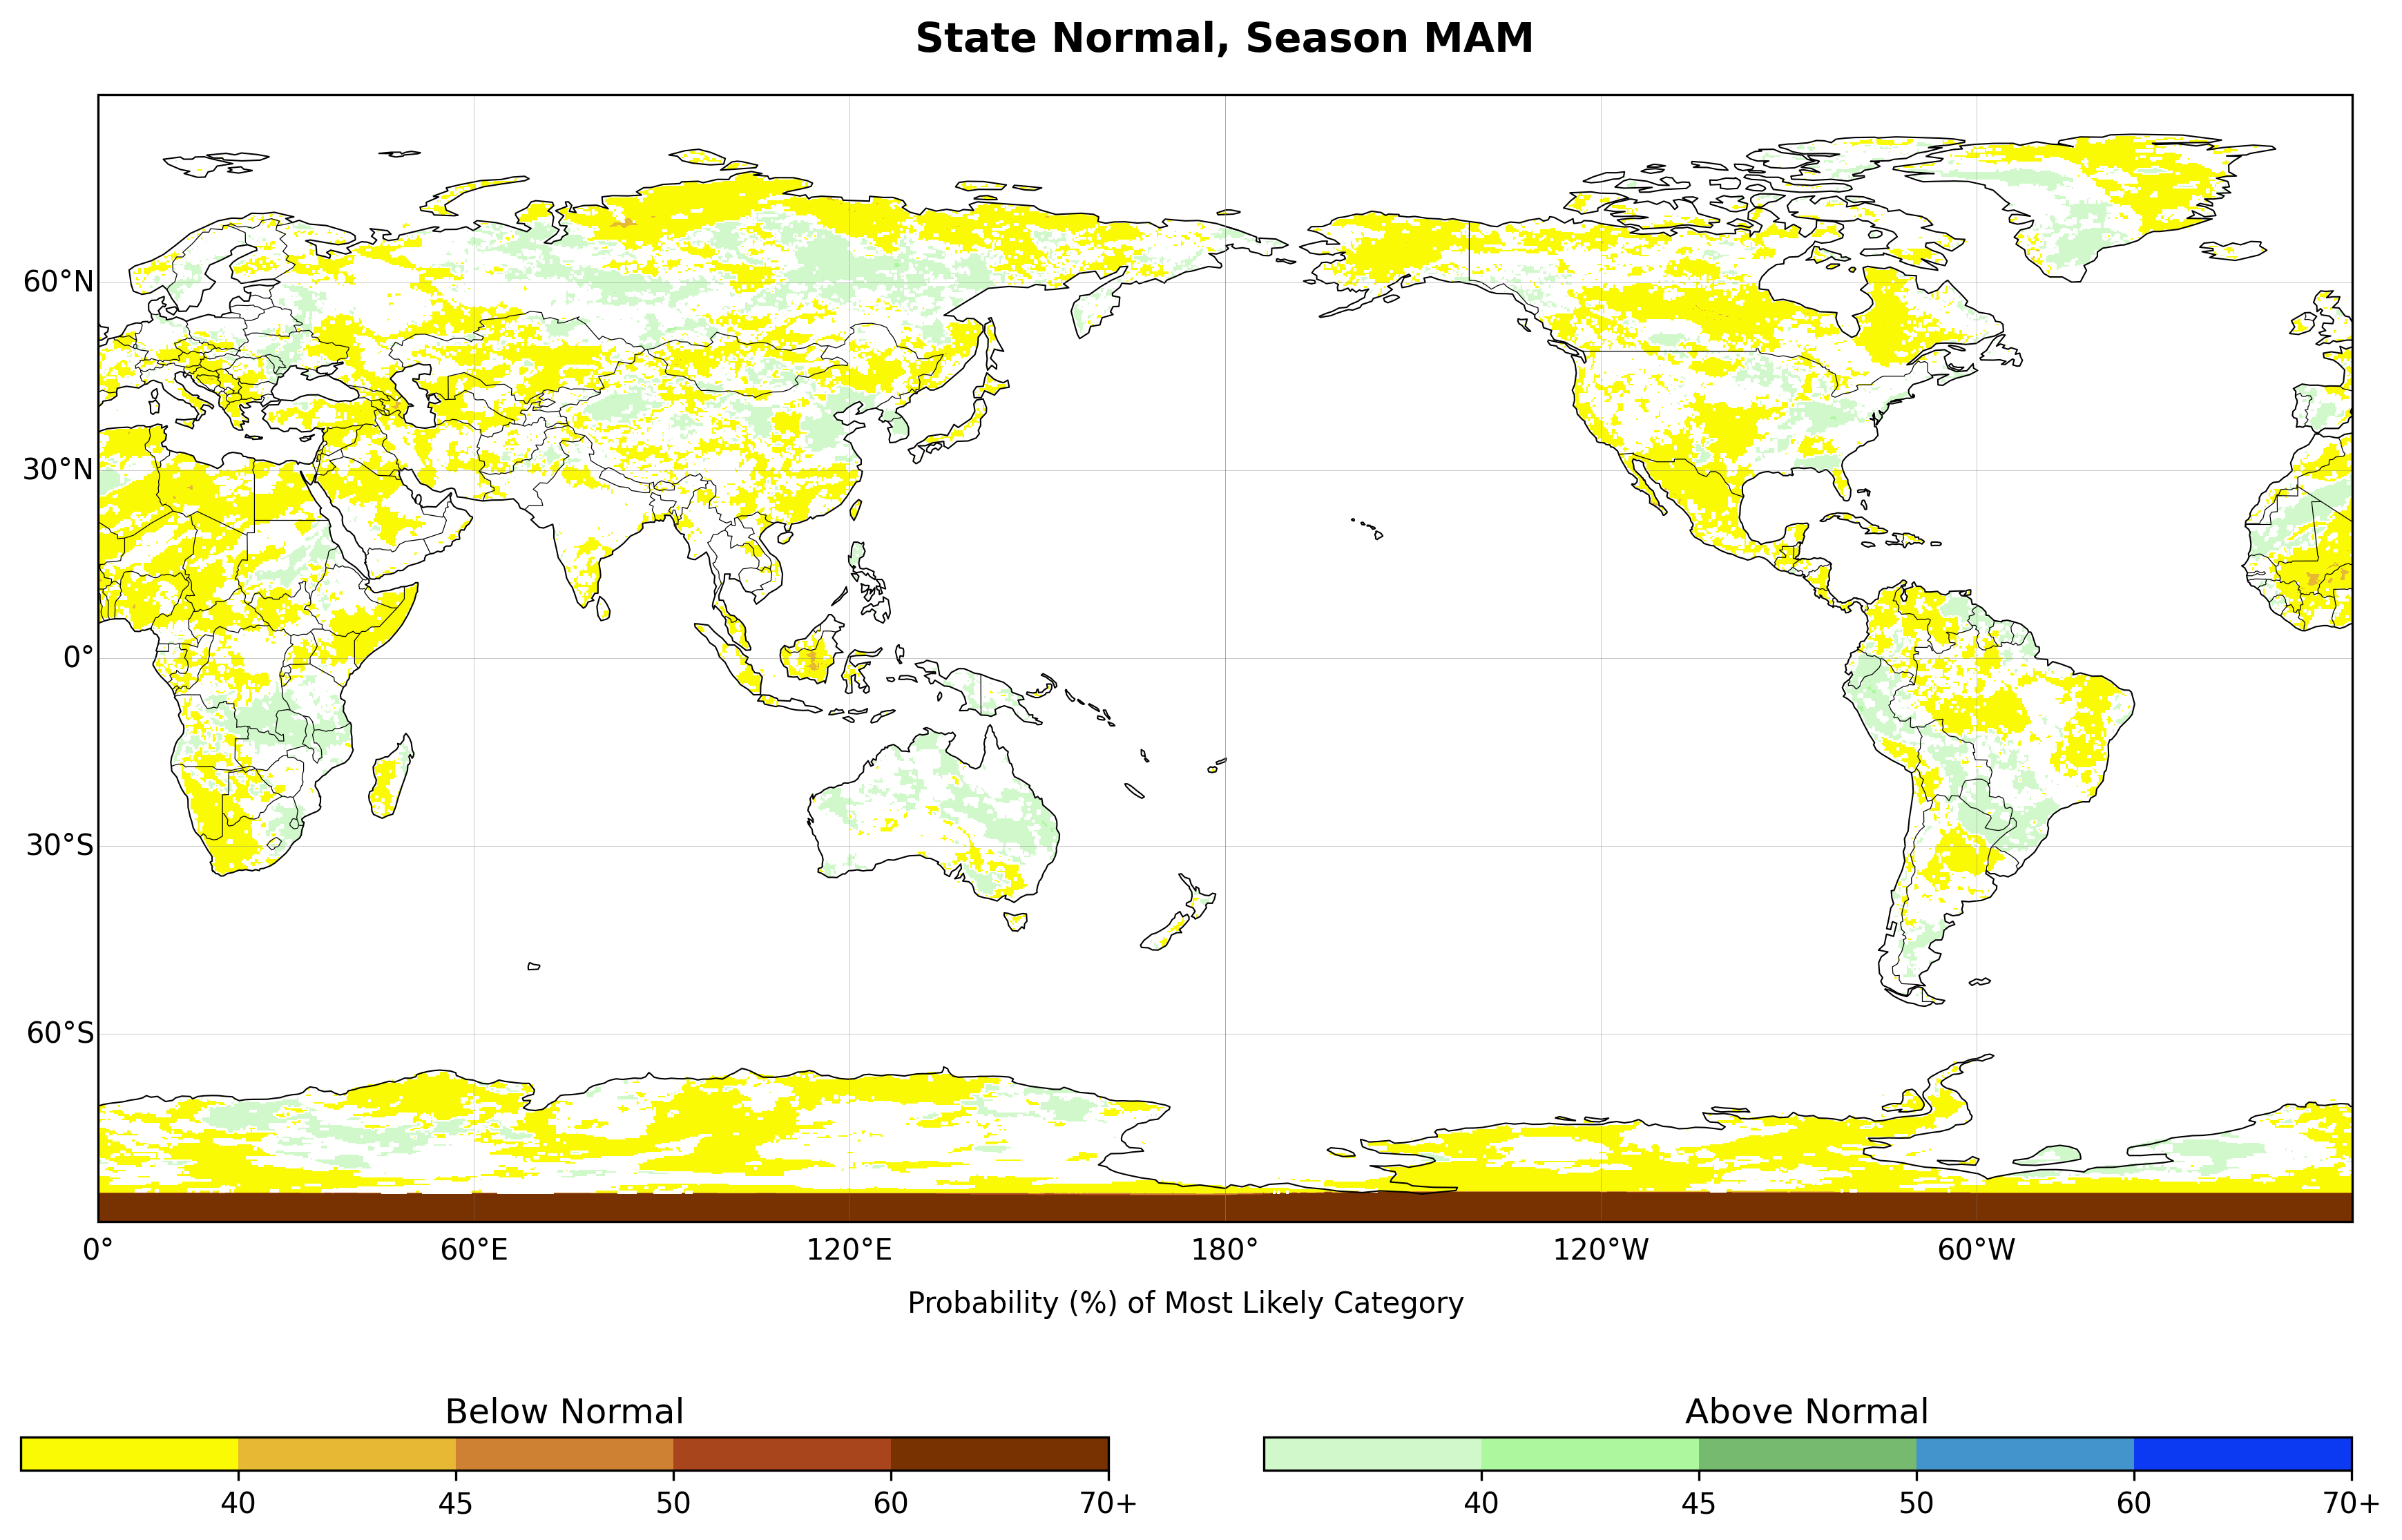 State Normal, Season MAM
60°N
30°N
0°
30°S
60°S
0° 60°E 120°E 180° 120°W 60°W
Probability (%) of Most Likely Category
Below Normal Above Normal
40 45 50 60 70+ 40 45 50 60 70+